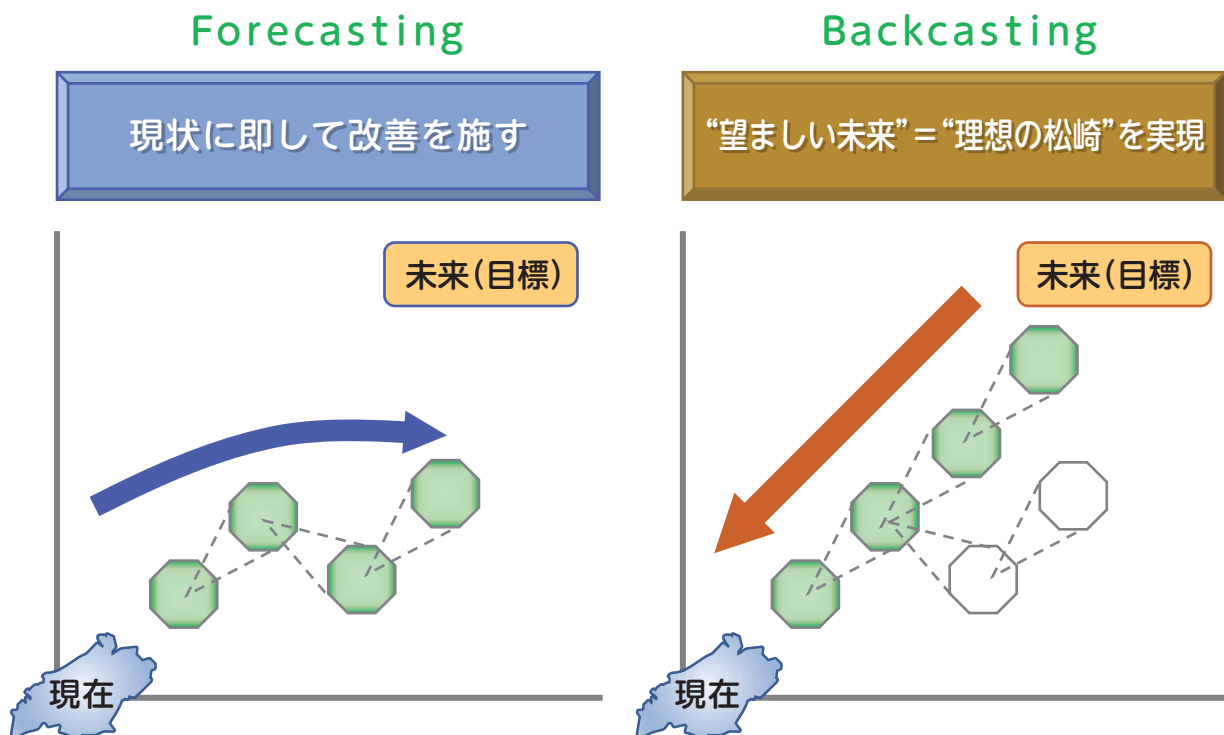 Forecasting
現状に即して改善を施す
未来(目標)
現在
Backcasting
“望ましい未来”=“理想の松崎”を実現
未来(目標)
現在